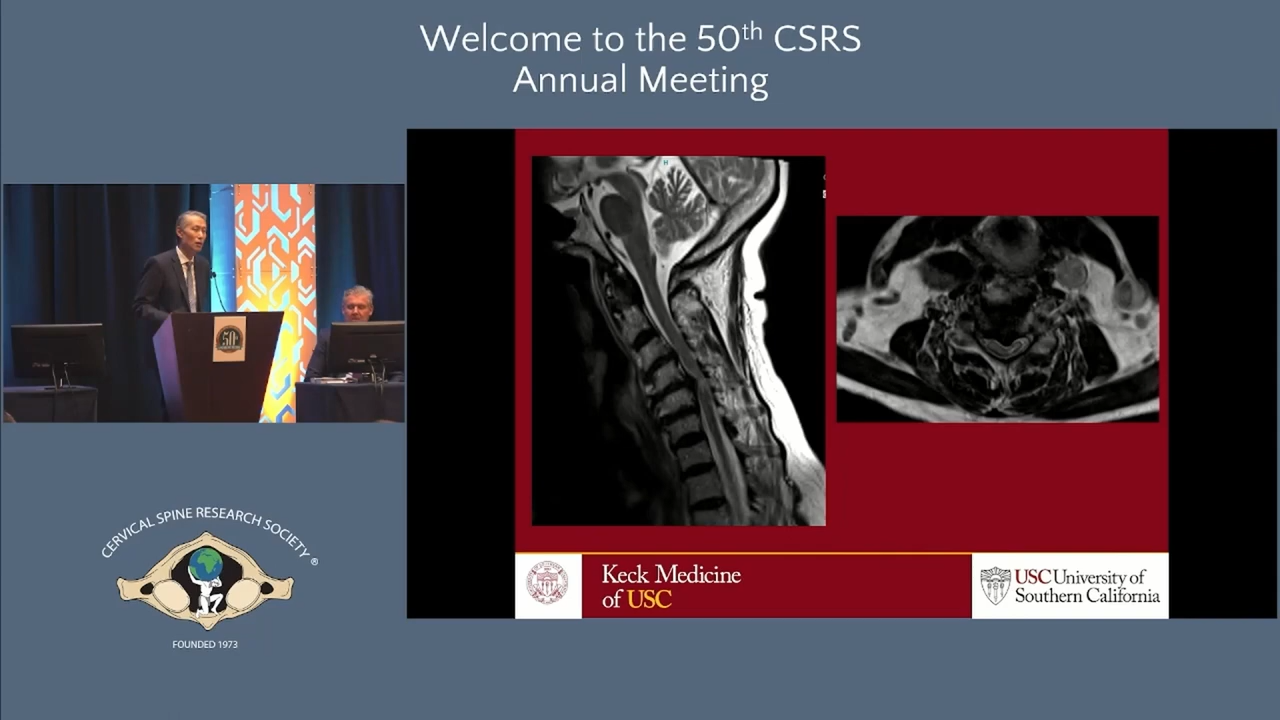 Welcome to the 50th CSRS
Annual Meeting
H
50
CERVICAL SPINE RESEARCH SOCIETY ®
FOUNDED 1973
Keck Medicine
of USC
USC University of
Southern California